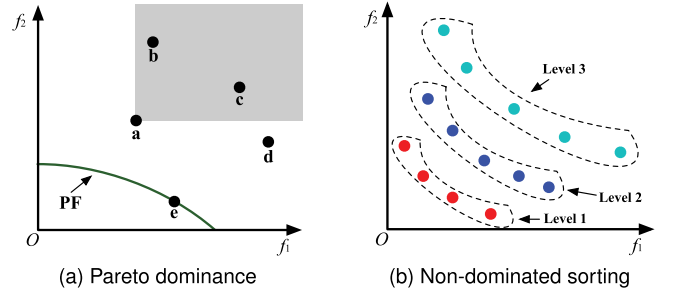 f2
b
c
a
d
PF
e
O
f1
(a) Pareto dominance
f2
Level 3
Level 2
Level 1
O
f1
(b) Non-dominated sorting